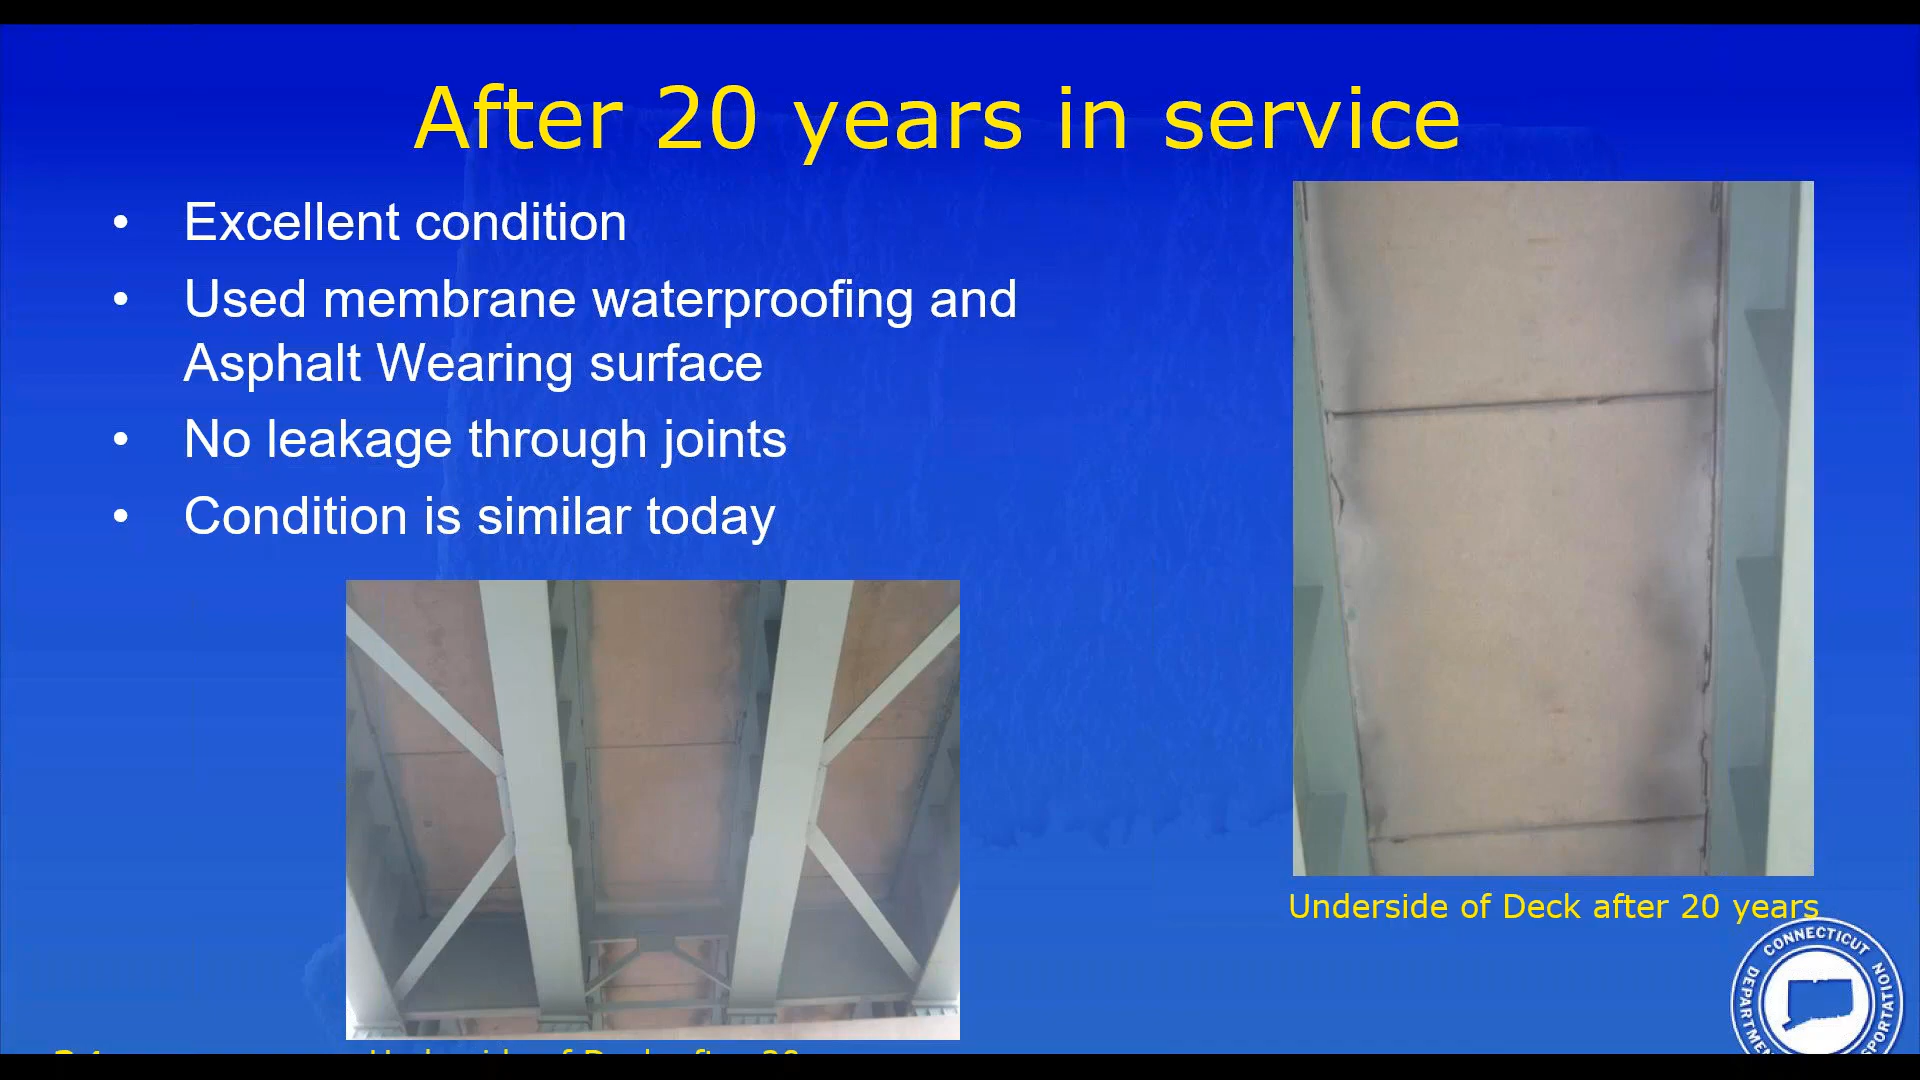 After 20 years in service
• Excellent condition
• Used membrane waterproofing and
Asphalt Wearing surface
• No leakage through joints
• Condition is similar today
Underside of Deck after 20 years
CONNECTICUT